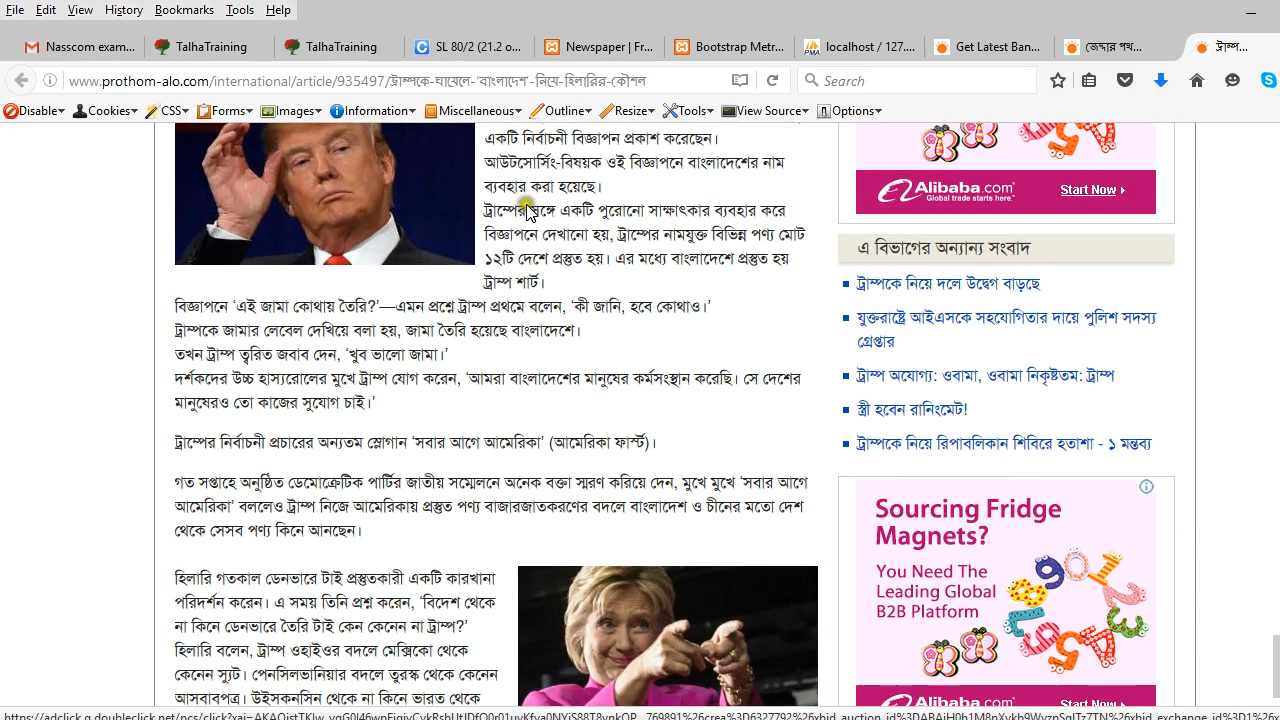 File Edit View History Bookmarks Tools Help
Nasscom exam... TalhaTraining TalhaTraining SL 80/2 (21.2 o... Newspaper | Fr... Bootstrap Metr... localhost / 127.... Get Latest Ban... জেদ্দার পথ... ট্রাম্প...
www.prothom-alo.com/international/article/935497/ট্রাম্পকে-ঘায়েলে-'বাংলাদেশ'-নিয়ে-হিলারির-কৌশল Search
Disable Cookies CSS Forms Images Information Miscellaneous Outline Resize Tools View Source Options
একটি নির্বাচনী বিজ্ঞাপন প্রকাশ করেছেন।
আউটসোর্সিং-বিষয়ক ওই বিজ্ঞাপনে বাংলাদেশের নাম
ব্যবহার করা হয়েছে।
ট্রাম্পের সঙ্গে একটি পুরোনো সাক্ষাৎকার ব্যবহার করে
বিজ্ঞাপনে দেখানো হয়, ট্রাম্পের নামযুক্ত বিভিন্ন পণ্য মোট
১২টি দেশে প্রস্তুত হয়। এর মধ্যে বাংলাদেশে প্রস্তুত হয়
ট্রাম্প শার্ট।
বিজ্ঞাপনে ‘এই জামা কোথায় তৈরি?’—এমন প্রশ্নে ট্রাম্প প্রথমে বলেন, ‘কী জানি, হবে কোথাও।’
ট্রাম্পকে জামার লেবেল দেখিয়ে বলা হয়, জামা তৈরি হয়েছে বাংলাদেশে।
তখন ট্রাম্প ত্বরিত জবাব দেন, ‘খুব ভালো জামা।’
দর্শকদের উচ্চ হাস্যরোলের মুখে ট্রাম্প যোগ করেন, ‘আমরা বাংলাদেশের মানুষের কর্মসংস্থান করেছি। সে দেশের
মানুষেরও তো কাজের সুযোগ চাই।’
ট্রাম্পের নির্বাচনী প্রচারের অন্যতম স্লোগান ‘সবার আগে আমেরিকা’ (আমেরিকা ফার্স্ট)।
গত সপ্তাহে অনুষ্ঠিত ডেমোক্রেটিক পার্টির জাতীয় সম্মেলনে অনেক বক্তা স্মরণ করিয়ে দেন, মুখে মুখে ‘সবার আগে
আমেরিকা’ বললেও ট্রাম্প নিজে আমেরিকায় প্রস্তুত পণ্য বাজারজাতকরণের বদলে বাংলাদেশ ও চীনের মতো দেশ
থেকে সেসব পণ্য কিনে আনছেন।
হিলারি গতকাল ডেনভারে টাই প্রস্তুতকারী একটি কারখানা
পরিদর্শন করেন। এ সময় তিনি প্রশ্ন করেন, ‘বিদেশ থেকে
না কিনে ডেনভারে তৈরি টাই কেন কেনেন না ট্রাম্প?’
হিলারি বলেন, ট্রাম্প ওহাইওর বদলে মেক্সিকো থেকে
কেনেন স্যুট। পেনসিলভানিয়ার বদলে তুরস্ক থেকে কেনেন
আসবাবপত্র। উইসকনসিন থেকে না কিনে ভারত থেকে
Alibaba.com Start Now
Global trade starts here.
এ বিভাগের অন্যান্য সংবাদ
ট্রাম্পকে নিয়ে দলে উদ্বেগ বাড়ছে
যুক্তরাষ্ট্রে আইএসকে সহযোগিতার দায়ে পুলিশ সদস্য
গ্রেপ্তার
ট্রাম্প অযোগ্য: ওবামা, ওবামা নিকৃষ্টতম: ট্রাম্প
স্ত্রী হবেন রানিংমেট!
ট্রাম্পকে নিয়ে রিপাবলিকান শিবিরে হতাশা - ১ মন্তব্য
Sourcing Fridge
Magnets?
You Need The
Leading Global
B2B Platform
Alibaba.com Start Now